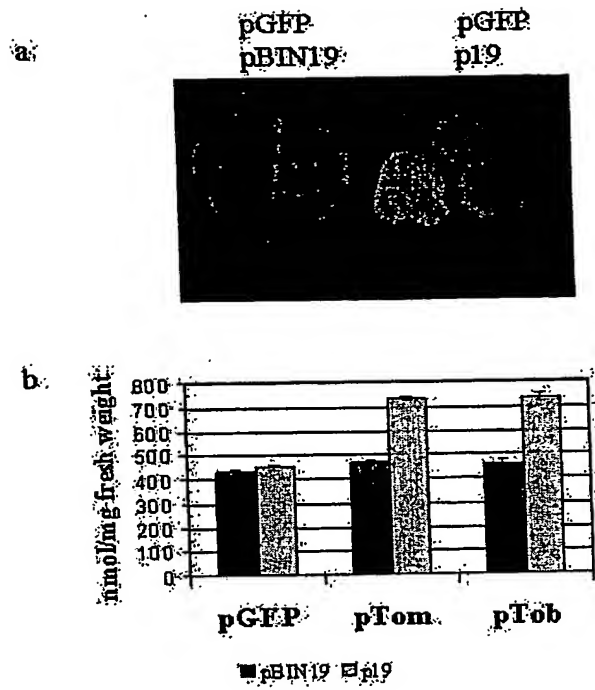 a.
pGFP pGFP
pBIN19 p19
b.
nmol/mg fresh weight
800
700
600
500
400
300
200
100
0
pGFP pTom pTob
pBIN19 p19